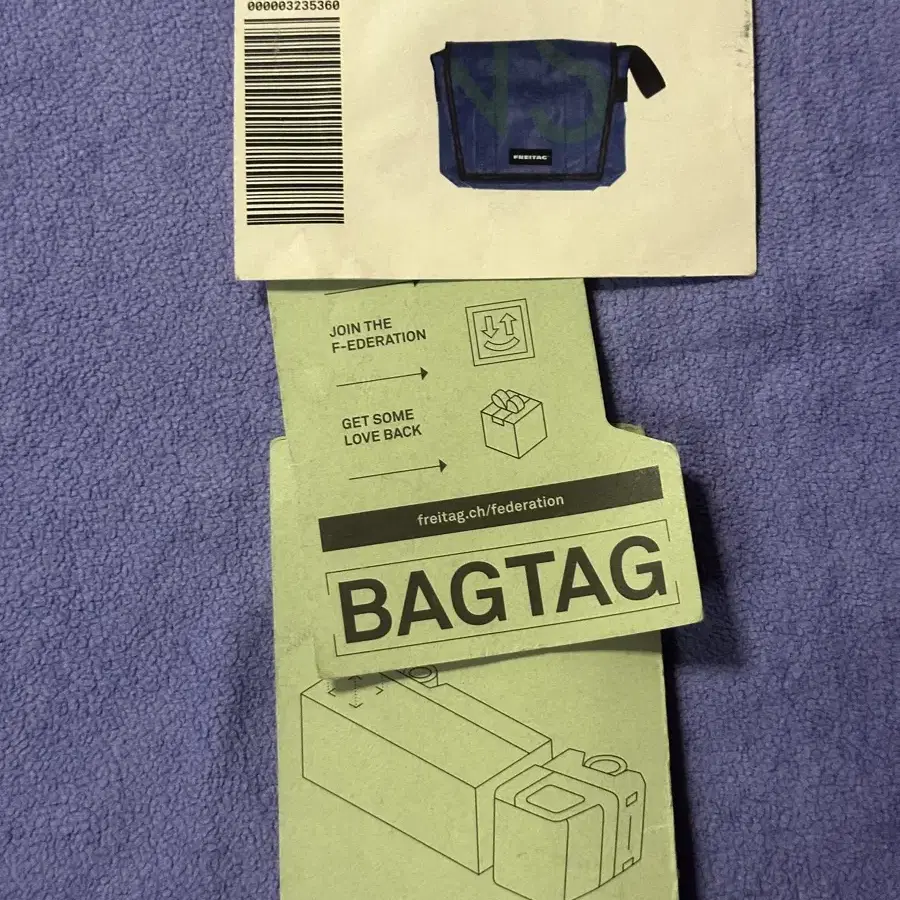 000003235360
FREITAG
JOIN THE
F-EDERATION
GET SOME
LOVE BACK
freitag.ch/federation
BAGTAG